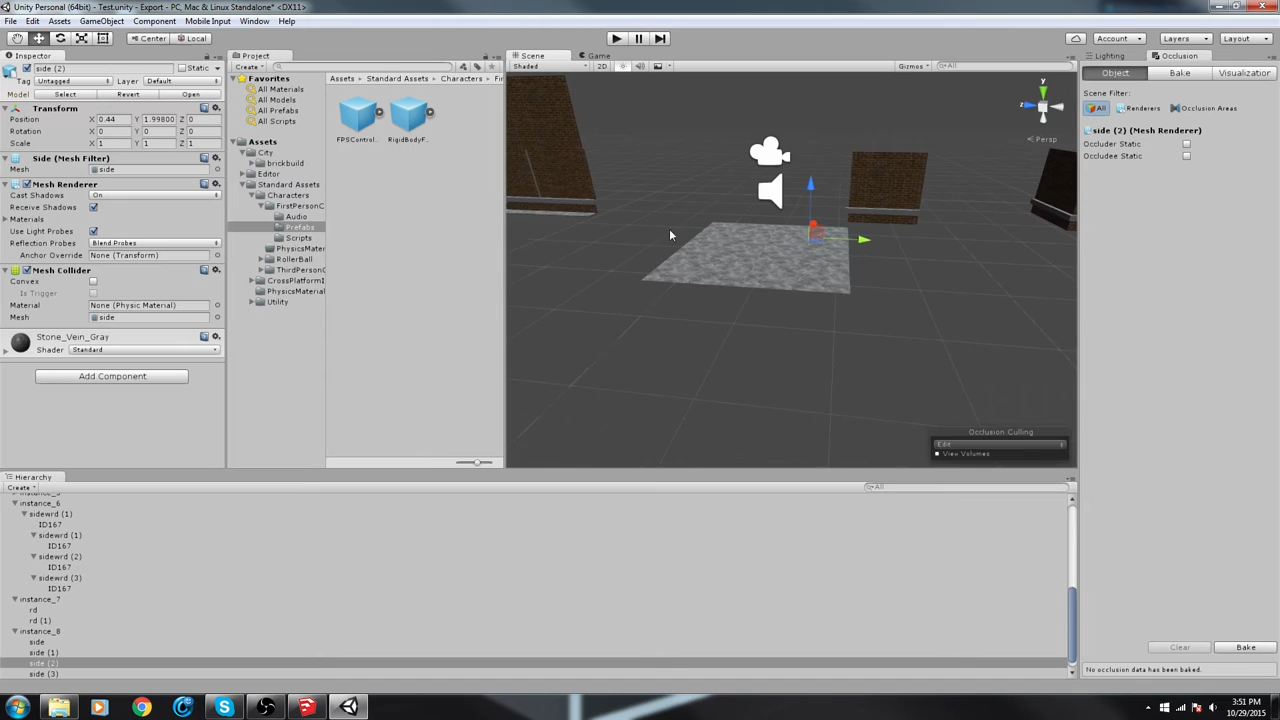 Unity Personal (64bit) - Test.unity - Export - PC, Mac & Linux Standalone* <DX11>
File Edit Assets GameObject Component Mobile Input Window Help
Center Local Account Layers Layout
Inspector
side (2) Static
Tag Untagged Layer Default
Model Select Revert Open
Transform
Position X 0.44 Y 1.99800 Z 0
Rotation X 0 Y 0 Z 0
Scale X 1 Y 1 Z 1
Side (Mesh Filter)
Mesh side
Mesh Renderer
Cast Shadows On
Receive Shadows
Materials
Use Light Probes
Reflection Probes Blend Probes
Anchor Override None (Transform)
Mesh Collider
Convex
Is Trigger
Material None (Physic Material)
Mesh side
Stone_Vein_Gray
Shader Standard
Add Component
Project
Create
Favorites
All Materials
All Models
All Prefabs
All Scripts
Assets
City
brickbuild
Editor
Standard Assets
Characters
FirstPersonC
Audio
Prefabs
Scripts
PhysicsMater
RollerBall
ThirdPersonC
CrossPlatformI
PhysicsMaterial
Utility
Assets Standard Assets Characters Fir
FPSControl... RigidBodyF...
Scene Game
Shaded 2D Gizmos All
y
z
Persp
Occlusion Culling
Edit
View Volumes
Lighting Occlusion
Object Bake Visualization
Scene Filter:
All Renderers Occlusion Areas
side (2) (Mesh Renderer)
Occluder Static
Occludee Static
Clear Bake
No occlusion data has been baked.
Hierarchy
Create All
instance_5
instance_6
sidewrd (1)
ID167
sidewrd (1)
ID167
sidewrd (2)
ID167
sidewrd (3)
ID167
instance_7
rd
rd (1)
instance_8
side
side (1)
side (2)
side (3)
3:51 PM
10/29/2015